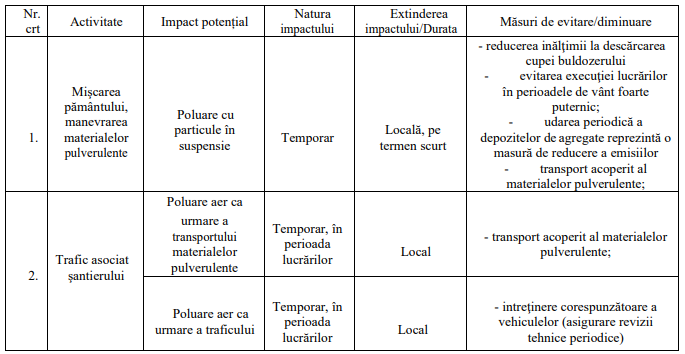 Nr. crt
Activitate
Impact potențial
Natura
impactului
Extinderea
impactului/Durata
Măsuri de evitare/diminuare
1.
Mișcarea
pământului,
manevrarea
materialelor
pulverulente
Poluare cu
particule în
suspensie
Temporar
Locală, pe
termen scurt
- reducerea inălțimii la descărcarea
cupei buldozerului
- evitarea execuției lucrărilor
în perioadele de vânt foarte
puternic;
- udarea periodică a
depozitelor de agregate reprezintă o
masură de reducere a emisiilor
- transport acoperit al
materialelor pulverulente;
2.
Trafic asociat
șantierului
Poluare aer ca
urmare a
transportului
materialelor
pulverulente
Temporar, în
perioada
lucrărilor
Local
- transport acoperit al materialelor
pulverulente;
Poluare aer ca
urmare a traficului
Temporar, în
perioada
lucrărilor
Local
- intreținere corespunzătoare a
vehiculelor (asigurare revizii
tehnice periodice)